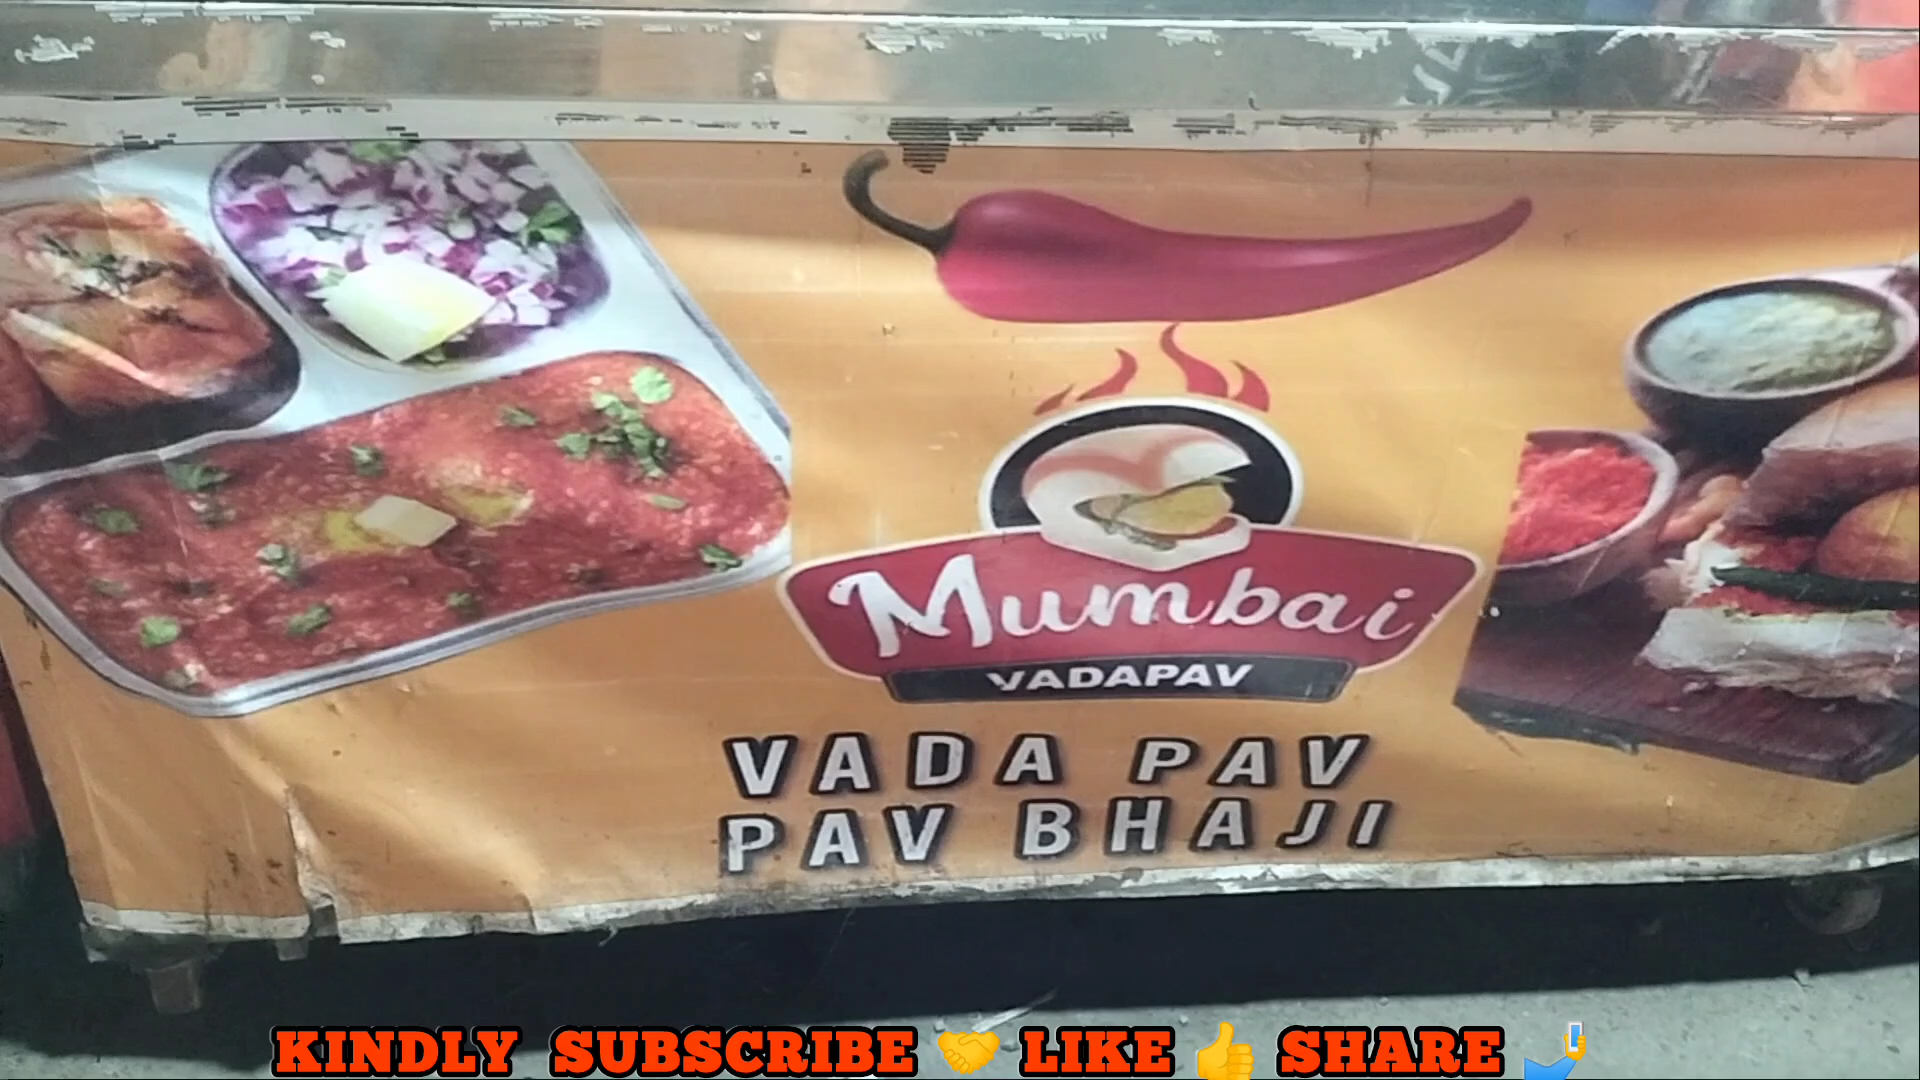 Mumbai
VADAPAV
VADA PAV
PAV BHAJI
KINDLY SUBSCRIBE 🤝 LIKE 👍 SHARE 🤳